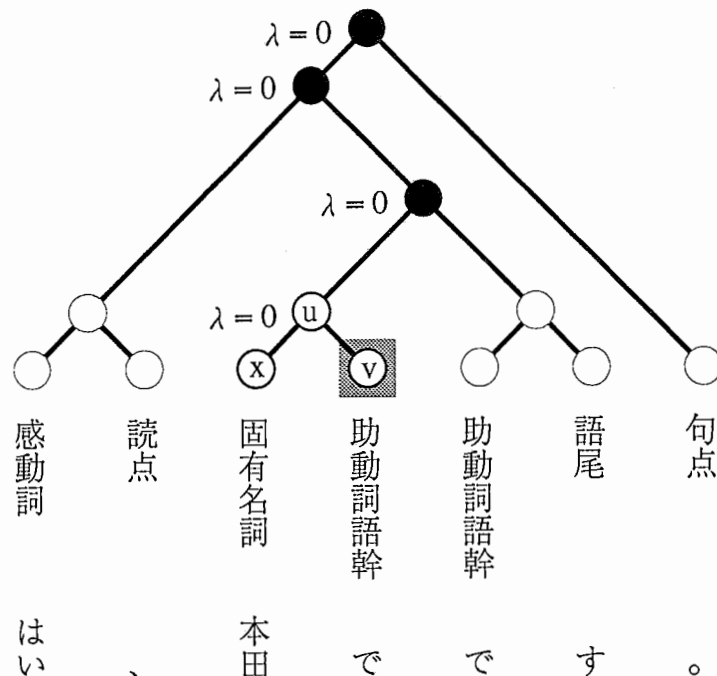 λ = 0
λ = 0
λ = 0
λ = 0
u
x
v
感動詞
読点
固有名詞
助動詞語幹
助動詞語幹
語尾
句点
はい
、
本田
で
で
す
。